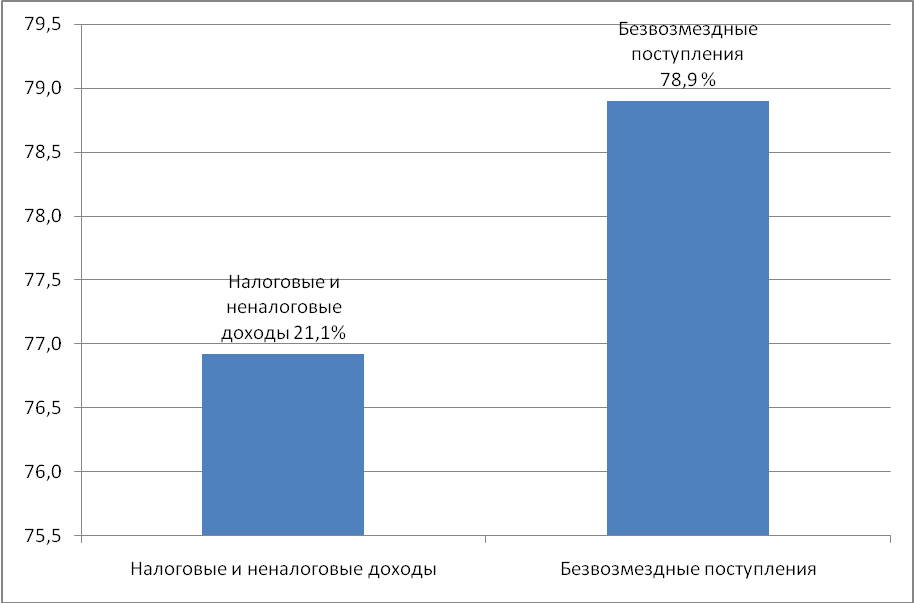 79,5
79,0
78,5
78,0
77,5
77,0
76,5
76,0
75,5
Налоговые и
неналоговые
доходы 21,1%
Безвозмездные
поступления
78,9 %
Налоговые и неналоговые доходы
Безвозмездные поступления